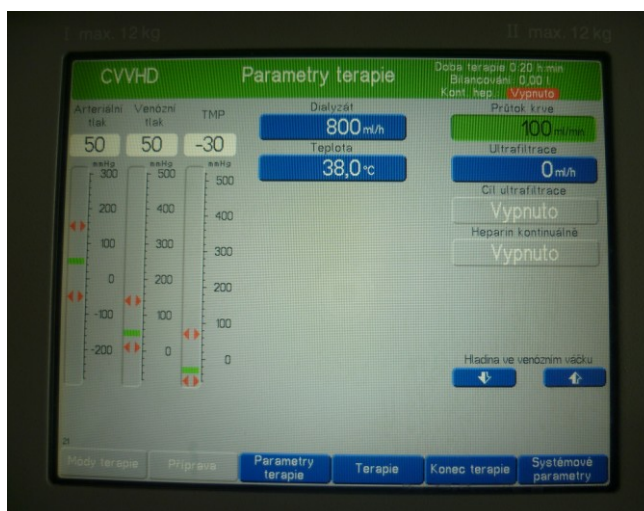 I max. 12 kg
II max. 12 kg
CVVHD
Parametry terapie
Doba terapie 0:20 h:min
Bilancování 0,00 l
Kont. hep. Vypnuto
Arteriální tlak
Venózní tlak
TMP
50
50
-30
mmHg
mmHg
mmHg
300
200
100
0
-100
-200
500
400
300
200
100
0
500
400
300
200
100
0
Dialyzát
800 ml/h
Teplota
38,0 °C
Průtok krve
100 ml/min
Ultrafiltrace
0 ml/h
Cíl ultrafiltrace
Vypnuto
Heparin kontinuálně
Vypnuto
Hladina ve venózním váčku
Módy terapie
Příprava
Parametry terapie
Terapie
Konec terapie
Systémové parametry